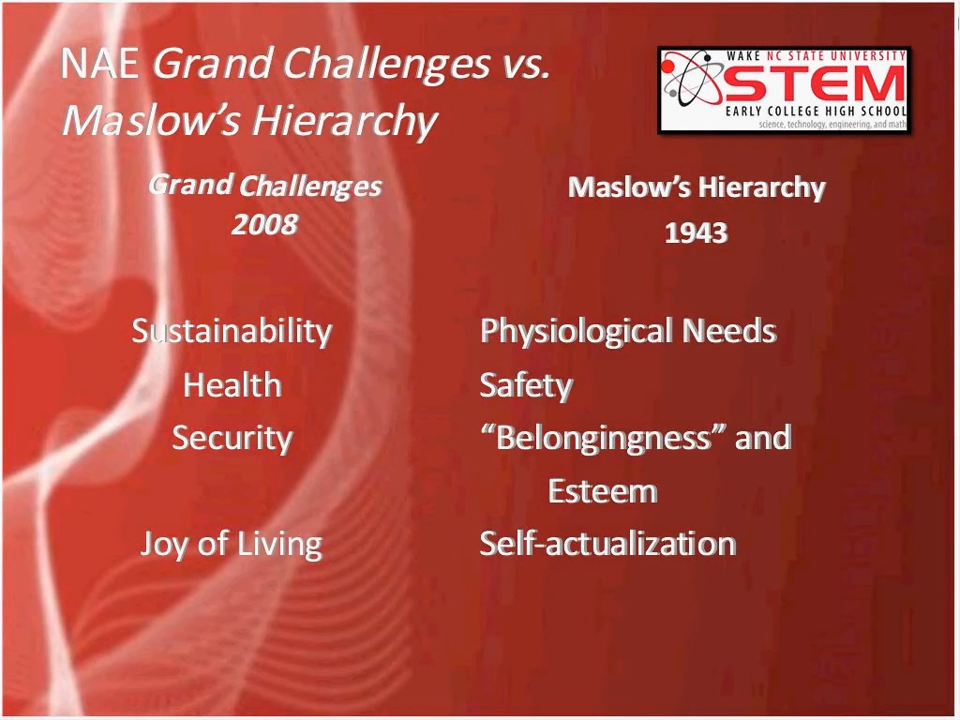 NAE Grand Challenges vs.
Maslow’s Hierarchy
WAKE NC STATE UNIVERSITY
STEM
EARLY COLLEGE HIGH SCHOOL
science, technology, engineering, and math
Grand Challenges
2008
Maslow’s Hierarchy
1943
Sustainability
Health
Security
Joy of Living
Physiological Needs
Safety
“Belongingness” and
Esteem
Self-actualization